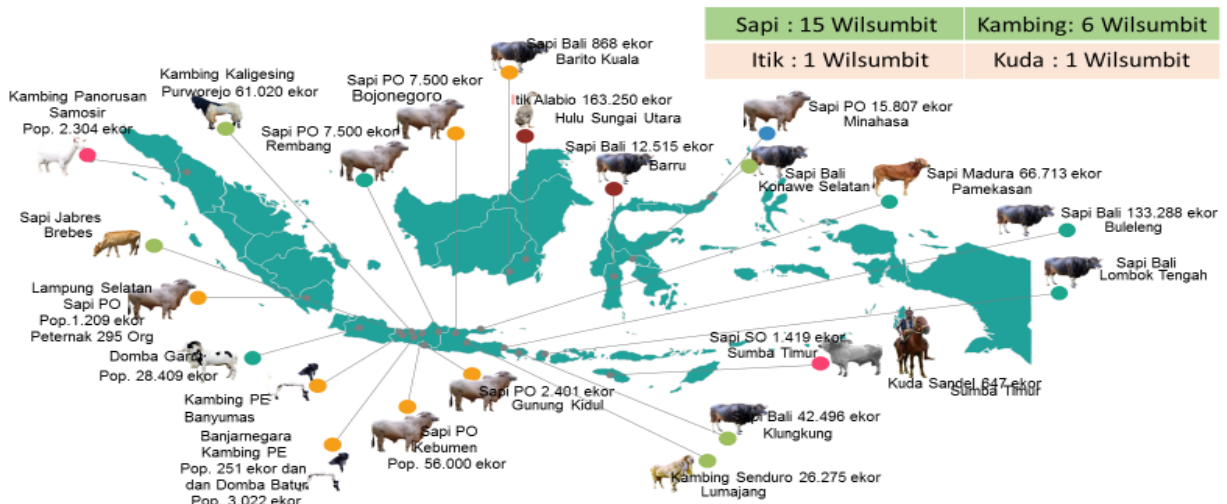 Sapi : 15 Wilsumbit
Kambing: 6 Wilsumbit
Itik : 1 Wilsumbit
Kuda : 1 Wilsumbit
Kambing Panorusan
Samosir
Pop. 2.304 ekor
Kambing Kaligesing
Purworejo 61.020 ekor
Sapi PO 7.500 ekor
Rembang
Sapi PO 7.500 ekor
Bojonegoro
Sapi Bali 868 ekor
Barito Kuala
Itik Alabio 163.250 ekor
Hulu Sungai Utara
Sapi Bali 12.515 ekor
Barru
Sapi PO 15.807 ekor
Minahasa
Sapi Bali
Konawe Selatan
Sapi Madura 66.713 ekor
Pamekasan
Sapi Bali 133.288 ekor
Buleleng
Sapi Bali
Lombok Tengah
Sapi Jabres
Brebes
Lampung Selatan
Sapi PO
Pop.1.209 ekor
Peternak 295 Org
Domba Garut
Pop. 28.409 ekor
Kambing PE
Banyumas
Banjarnegara
Kambing PE
Pop. 251 ekor dan
dan Domba Batur
Pop. 3.022 ekor
Sapi PO
Kebumen
Pop. 56.000 ekor
Sapi PO 2.401 ekor
Gunung Kidul
Sapi SO 1.419 ekor
Sumba Timur
Kuda Sandel 647 ekor
Sumba Timur
Sapi Bali 42.496 ekor
Klungkung
Kambing Senduro 26.275 ekor
Lumajang